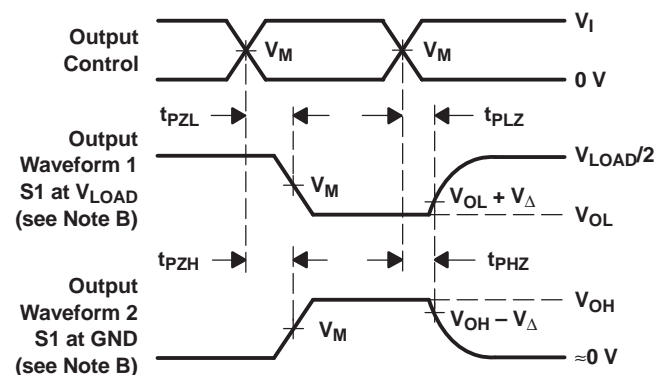 Output
Control
V_M
V_M
V_I
0 V
t_PZL
t_PLZ
Output
Waveform 1
S1 at V_LOAD
(see Note B)
V_M
V_LOAD/2
V_OL + V_Δ
V_OL
t_PZH
t_PHZ
Output
Waveform 2
S1 at GND
(see Note B)
V_M
V_OH
V_OH – V_Δ
≈0 V